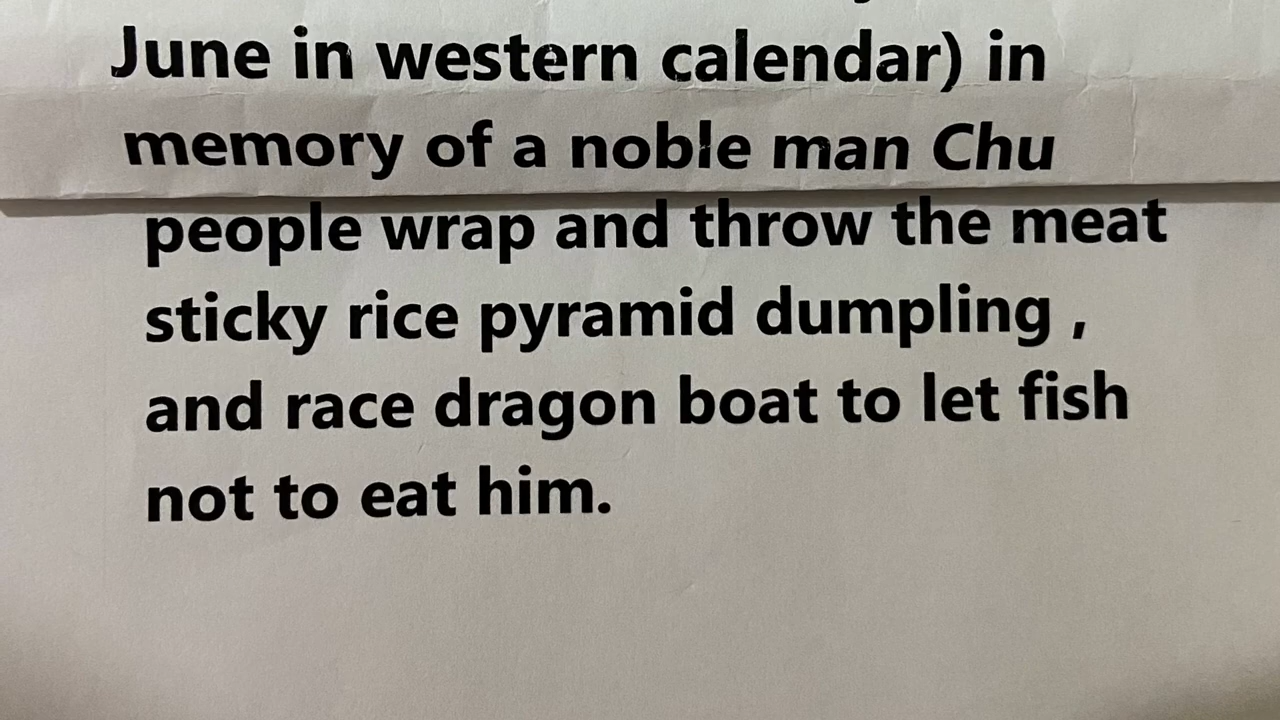 June in western calendar) in
memory of a noble man Chu
people wrap and throw the meat
sticky rice pyramid dumpling ,
and race dragon boat to let fish
not to eat him.